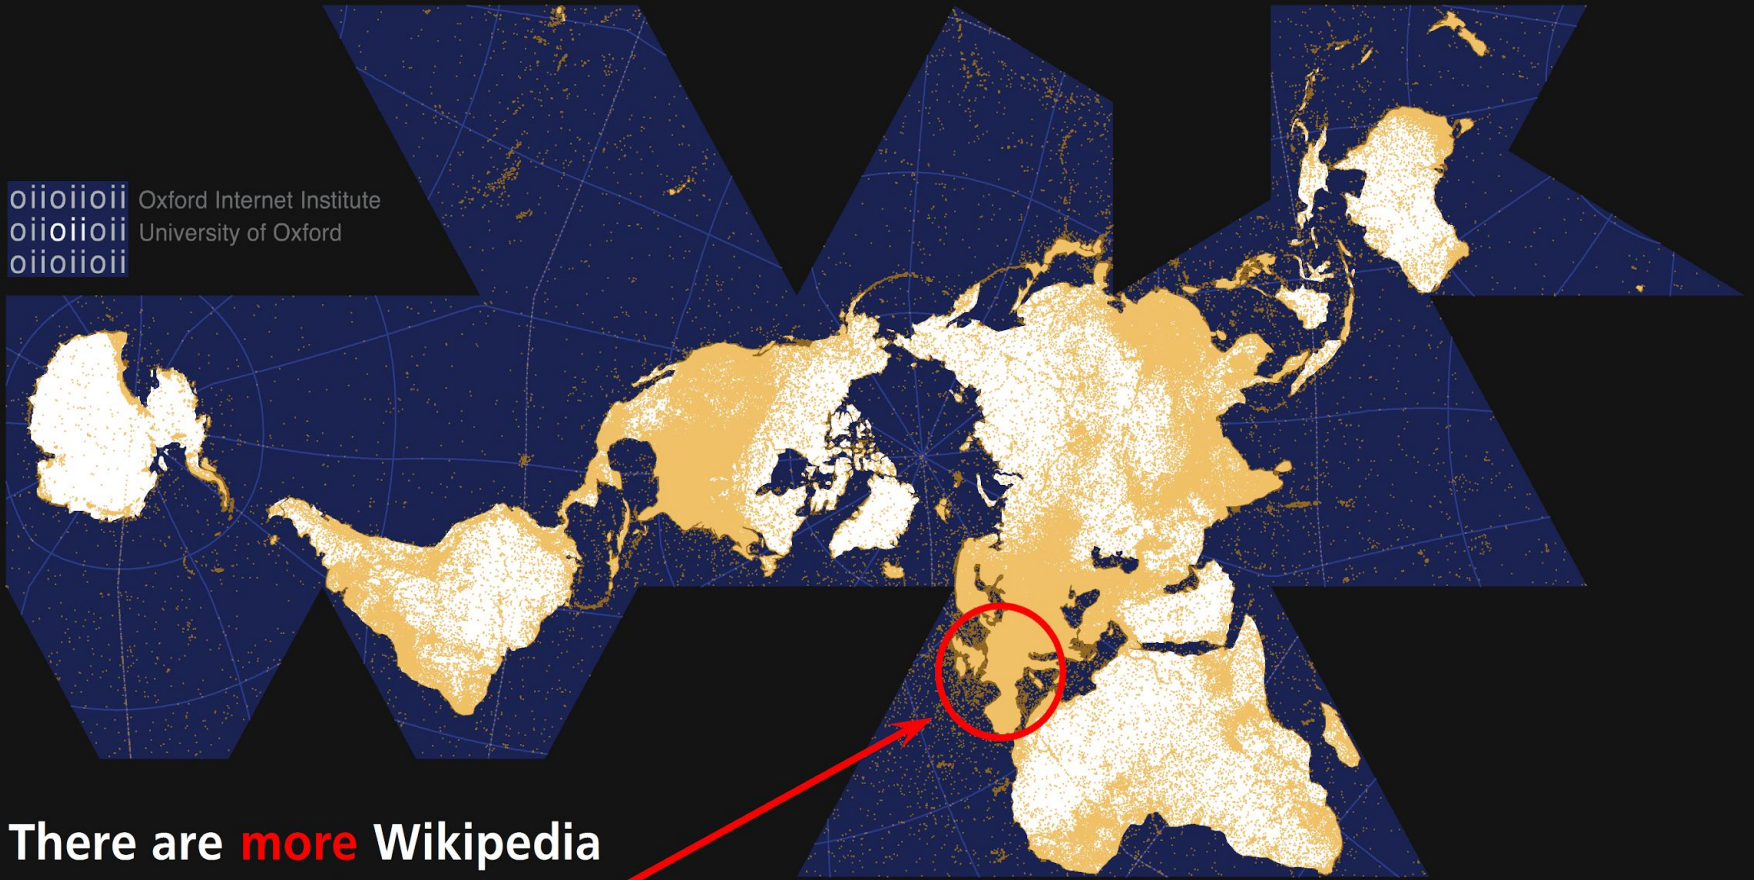 oiioiioii Oxford Internet Institute
oiioiioii University of Oxford
oiioiioii
There are more Wikipedia